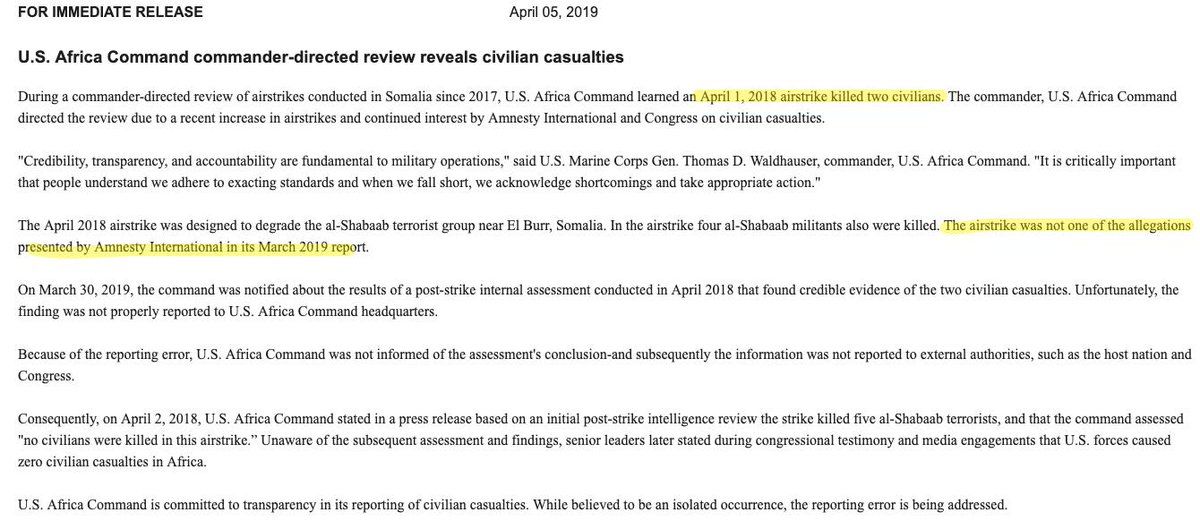 FOR IMMEDIATE RELEASE April 05, 2019
U.S. Africa Command commander-directed review reveals civilian casualties
During a commander-directed review of airstrikes conducted in Somalia since 2017, U.S. Africa Command learned an April 1, 2018 airstrike killed two civilians. The commander, U.S. Africa Command
directed the review due to a recent increase in airstrikes and continued interest by Amnesty International and Congress on civilian casualties.
"Credibility, transparency, and accountability are fundamental to military operations," said U.S. Marine Corps Gen. Thomas D. Waldhauser, commander, U.S. Africa Command. "It is critically important
that people understand we adhere to exacting standards and when we fall short, we acknowledge shortcomings and take appropriate action."
The April 2018 airstrike was designed to degrade the al-Shabaab terrorist group near El Burr, Somalia. In the airstrike four al-Shabaab militants also were killed. The airstrike was not one of the allegations
presented by Amnesty International in its March 2019 report.
On March 30, 2019, the command was notified about the results of a post-strike internal assessment conducted in April 2018 that found credible evidence of the two civilian casualties. Unfortunately, the
finding was not properly reported to U.S. Africa Command headquarters.
Because of the reporting error, U.S. Africa Command was not informed of the assessment's conclusion-and subsequently the information was not reported to external authorities, such as the host nation and
Congress.
Consequently, on April 2, 2018, U.S. Africa Command stated in a press release based on an initial post-strike intelligence review the strike killed five al-Shabaab terrorists, and that the command assessed
"no civilians were killed in this airstrike.” Unaware of the subsequent assessment and findings, senior leaders later stated during congressional testimony and media engagements that U.S. forces caused
zero civilian casualties in Africa.
U.S. Africa Command is committed to transparency in its reporting of civilian casualties. While believed to be an isolated occurrence, the reporting error is being addressed.